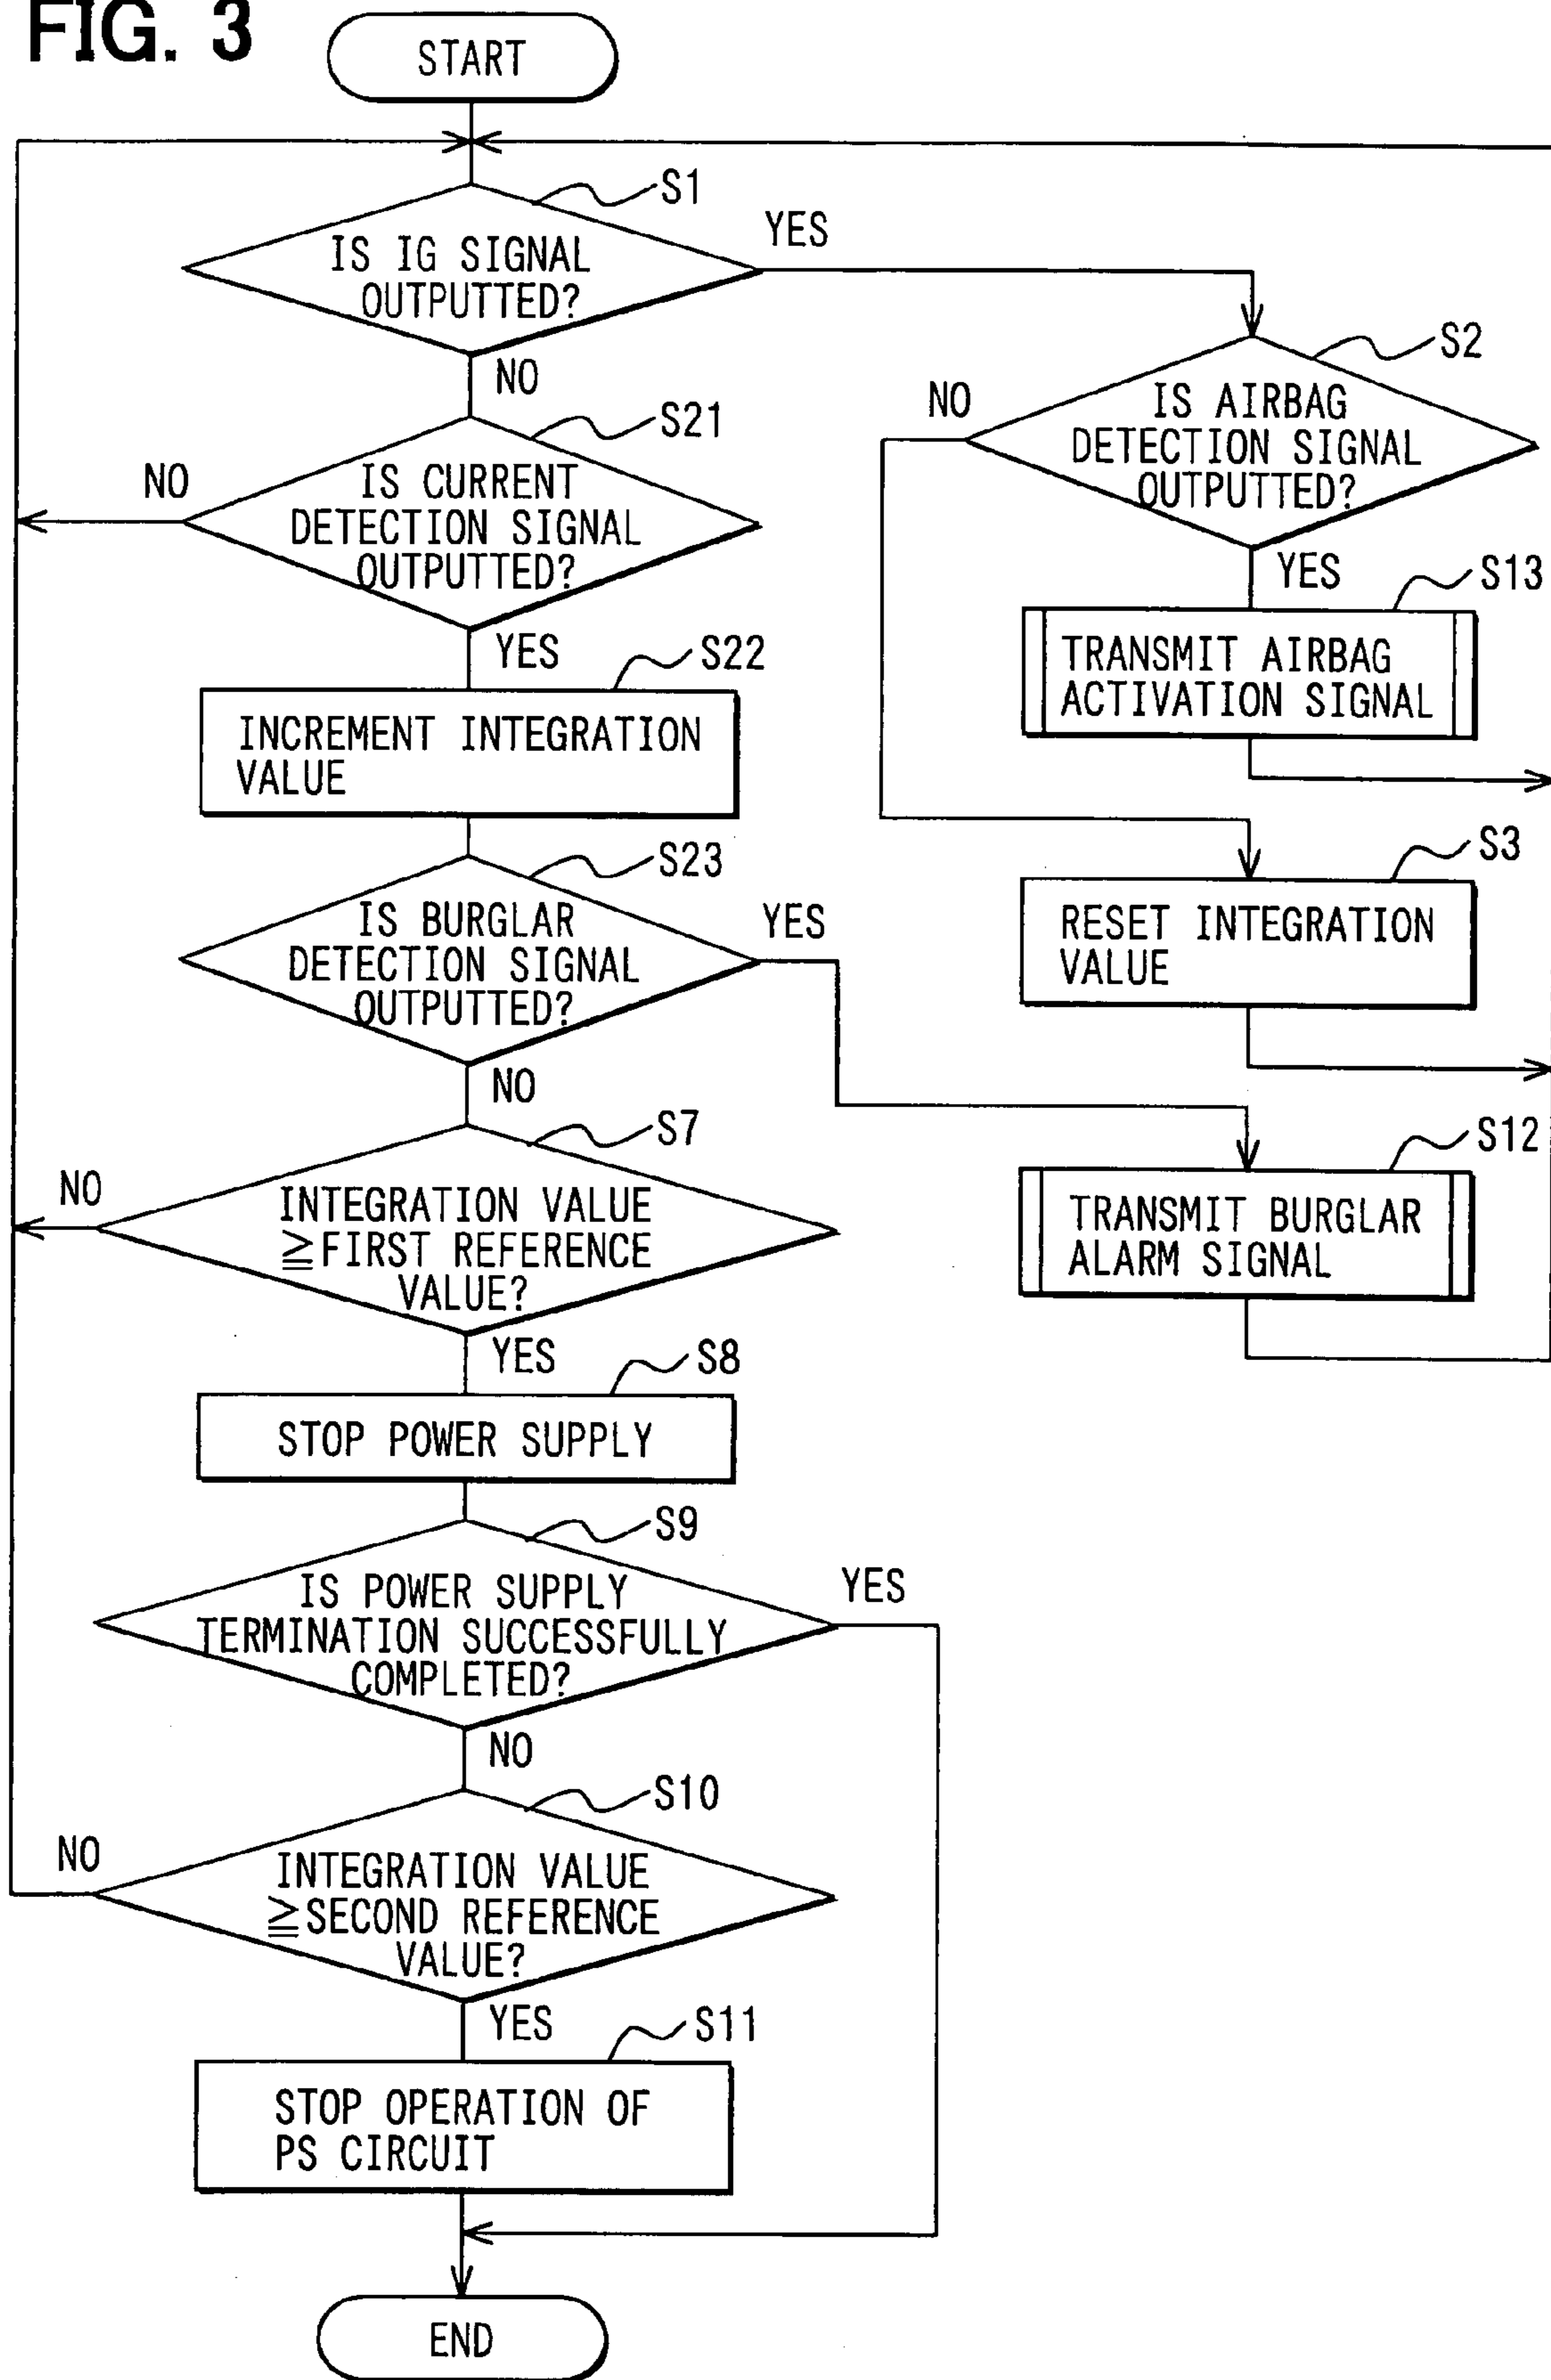 FIG. 3
START
S1
IS IG SIGNAL
OUTPUTTED?
YES
NO
S2
IS AIRBAG
DETECTION SIGNAL
OUTPUTTED?
NO
YES
S21
IS CURRENT
DETECTION SIGNAL
OUTPUTTED?
NO
YES
S13
TRANSMIT AIRBAG
ACTIVATION SIGNAL
S22
INCREMENT INTEGRATION
VALUE
S3
RESET INTEGRATION
VALUE
S23
IS BURGLAR
DETECTION SIGNAL
OUTPUTTED?
YES
NO
S12
TRANSMIT BURGLAR
ALARM SIGNAL
S7
INTEGRATION VALUE
≧FIRST REFERENCE
VALUE?
NO
YES
S8
STOP POWER SUPPLY
S9
IS POWER SUPPLY
TERMINATION SUCCESSFULLY
COMPLETED?
YES
NO
S10
INTEGRATION VALUE
≧SECOND REFERENCE
VALUE?
NO
YES
S11
STOP OPERATION OF
PS CIRCUIT
END